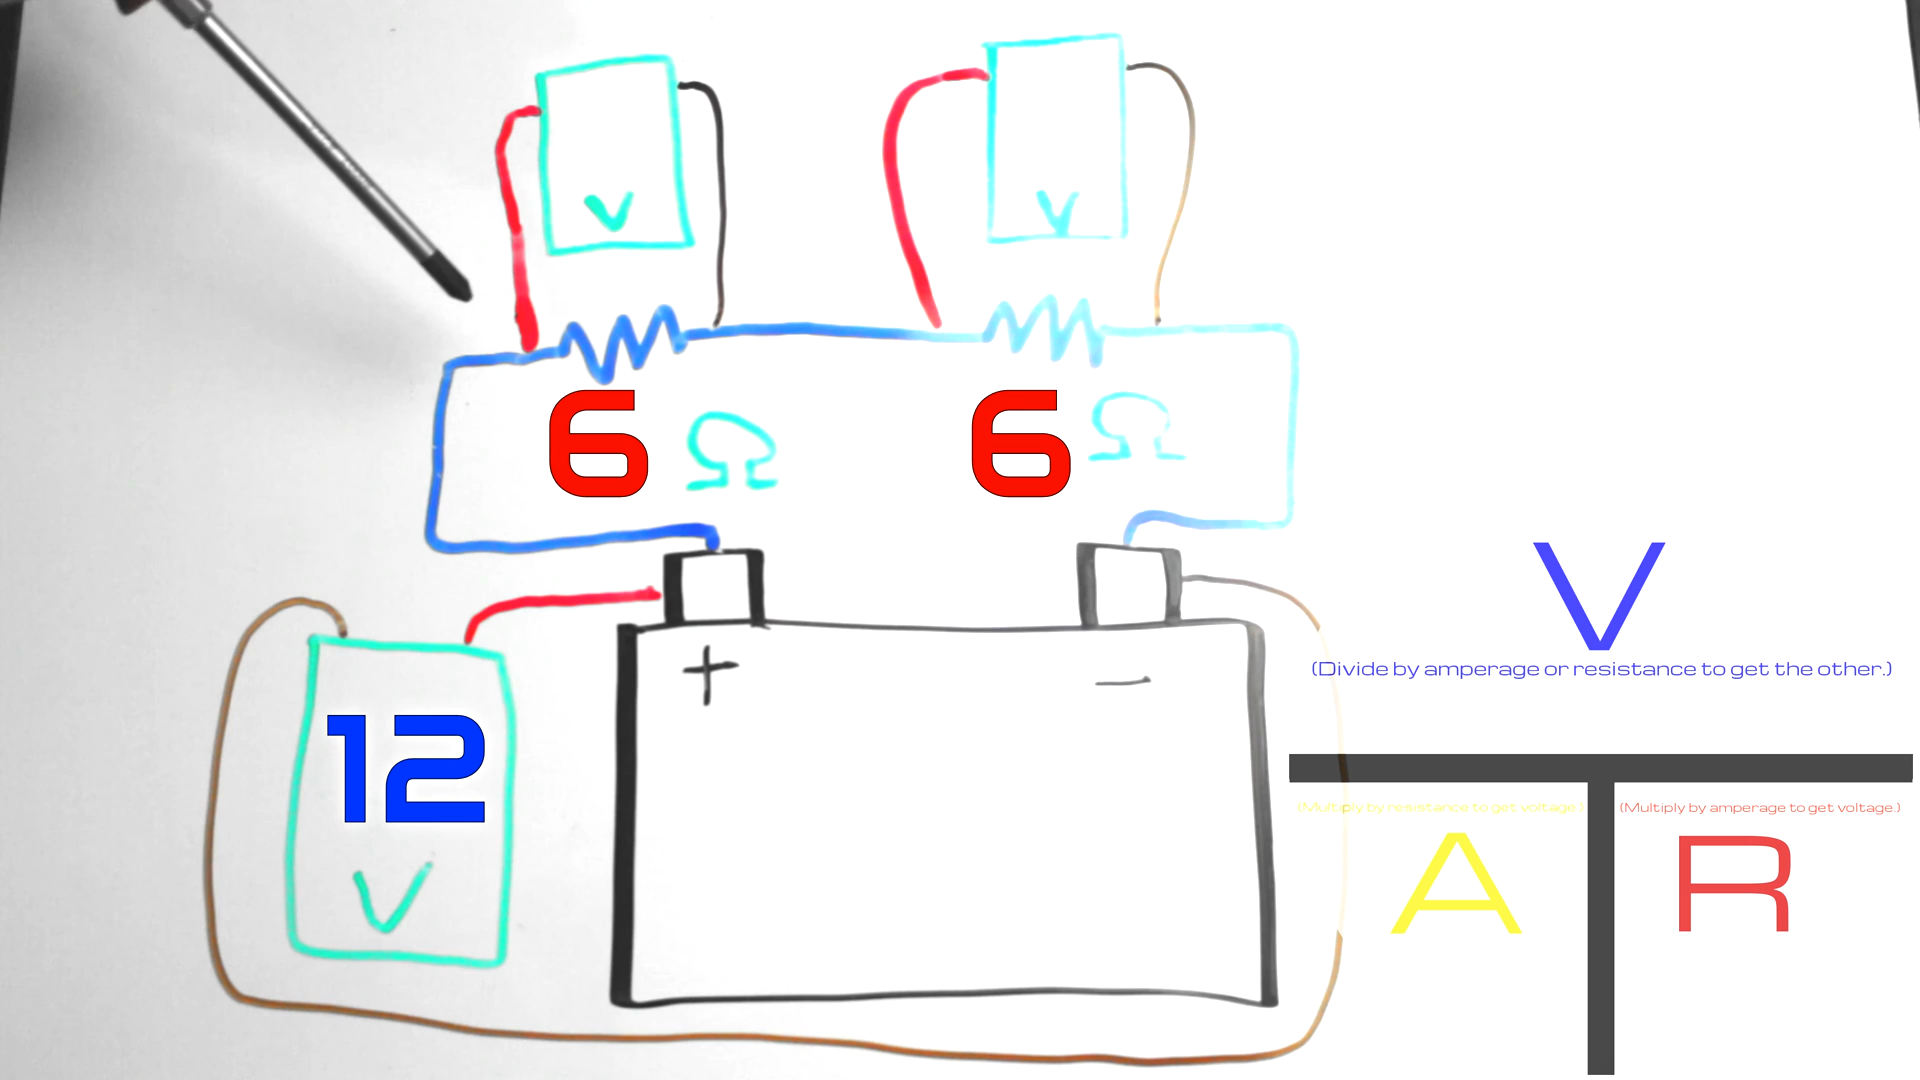 V
V
6 Ω
6 Ω
+
−
12
V
V
(Divide by amperage or resistance to get the other.)
(Multiply by resistance to get voltage.)
(Multiply by amperage to get voltage.)
A
R